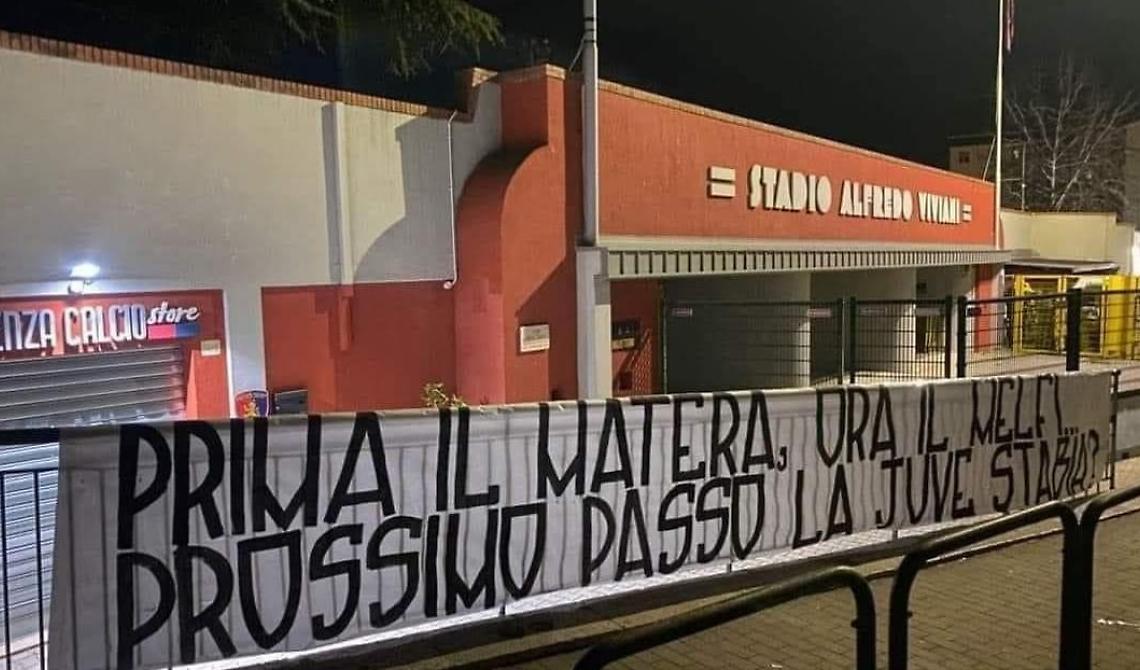 = STADIO ALFREDO VIVIANI =
ENZA CALCIO store
PRIMA IL MATERA, ORA IL MELFI...
PROSSIMO PASSO LA JUVE STABIA?